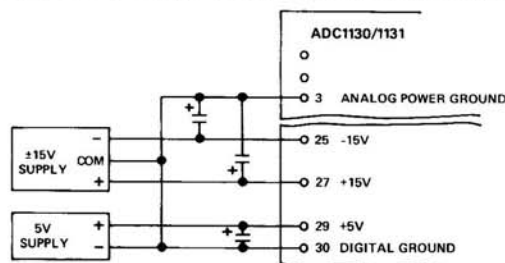 ADC1130/1131
3 ANALOG POWER GROUND
+
- 25 -15V
±15V SUPPLY COM
+
+ 27 +15V
5V SUPPLY + 29 +5V
+
- 30 DIGITAL GROUND